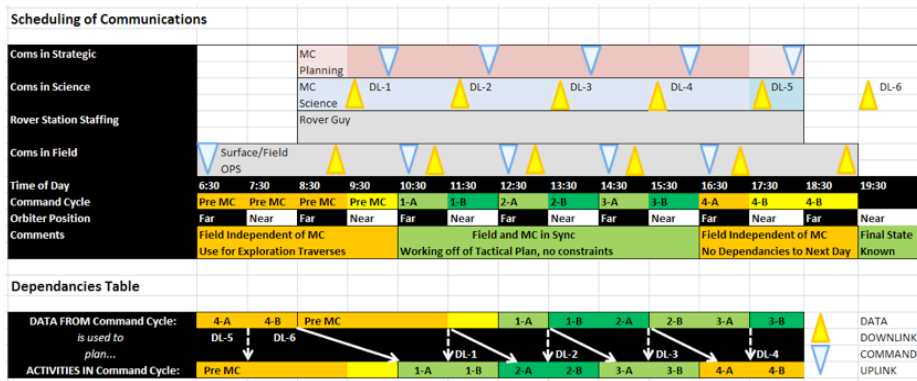 Scheduling of Communications
Coms in Strategic MC
Planning
Coms in Science MC DL-1 DL-2 DL-3 DL-4 DL-5 DL-6
Science
Rover Station Staffing Rover Guy
Coms in Field Surface/Field
OPS
Time of Day 6:30 7:30 8:30 9:30 10:30 11:30 12:30 13:30 14:30 15:30 16:30 17:30 18:30 19:30
Command Cycle Pre MC Pre MC Pre MC Pre MC 1-A 1-B 2-A 2-B 3-A 3-B 4-A 4-B 4-B
Orbiter Position Far Near Far Near Far Near Far Near Far Near Far Near Far Near
Comments Field Independent of MC Field and MC in Sync Field Independent of MC Final State
Use for Exploration Traverses Working off of Tactical Plan, no constraints No Dependancies to Next Day Known
Dependancies Table
DATA FROM Command Cycle: 4-A 4-B Pre MC 1-A 1-B 2-A 2-B 3-A 3-B DATA
is used to DL-5 DL-6 DOWNLINK
plan... DL-1 DL-2 DL-3 DL-4 COMMAND
ACTIVITIES IN Command Cycle: Pre MC 1-A 1-B 2-A 2-B 3-A 3-B 4-A 4-B UPLINK